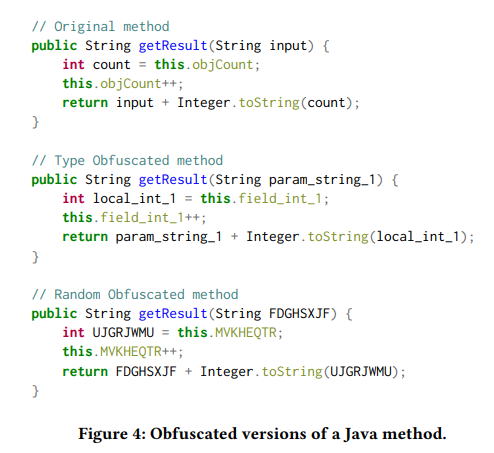 // Original method
public String getResult(String input) {
    int count = this.objCount;
    this.objCount++;
    return input + Integer.toString(count);
}
// Type Obfuscated method
public String getResult(String param_string_1) {
    int local_int_1 = this.field_int_1;
    this.field_int_1++;
    return param_string_1 + Integer.toString(local_int_1);
}
// Random Obfuscated method
public String getResult(String FDGHSXJF) {
    int UJGRJWMU = this.MVKHEQTR;
    this.MVKHEQTR++;
    return FDGHSXJF + Integer.toString(UJGRJWMU);
}
Figure 4: Obfuscated versions of a Java method.